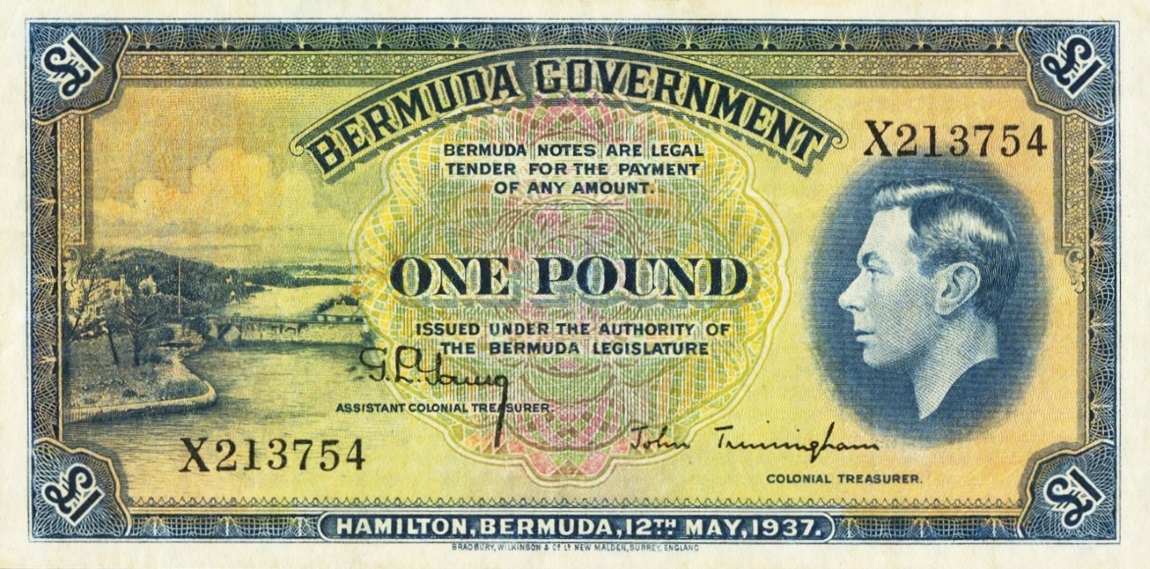 £1
£1
BERMUDA GOVERNMENT
X213754
BERMUDA NOTES ARE LEGAL
TENDER FOR THE PAYMENT
OF ANY AMOUNT.
ONE POUND
ISSUED UNDER THE AUTHORITY OF
THE BERMUDA LEGISLATURE
G.L. Young
ASSISTANT COLONIAL TREASURER.
John Trimingham
COLONIAL TREASURER.
X213754
£1
£1
HAMILTON, BERMUDA, 12TH MAY, 1937.
BRADBURY, WILKINSON & Cº Lº NEW MALDEN, SURREY, ENGLAND